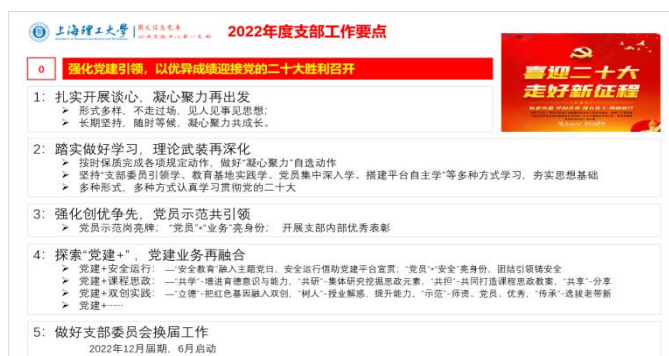 上海理工大学
2022年度支部工作要点
0 强化党建引领，以优异成绩迎接党的二十大胜利召开
喜迎二十大
走好新征程
1：扎实开展谈心，凝心聚力再出发
➢ 形式多样，不走过场，见人见事见思想；
➢ 长期坚持，随时等候，凝心聚力共成长。
2：踏实做好学习，理论武装再深化
➢ 按时保质完成各项规定动作，做好“凝心聚力”自选动作
➢ 坚持“支部委员引领学、教育基地实践学、党员集中深入学、搭建平台自主学”等多种方式学习，夯实思想基础
➢ 多种形式，多种方式认真学习贯彻党的二十大
3：强化创优争先，党员示范共引领
➢ 党员示范岗亮牌；“党员”+“业务”亮身份； 开展支部内部优秀表彰
4：探索“党建+”，党建业务再融合
➢ 党建+安全运行：—“安全教育”融入主题党日，安全运行借助党建平台宣贯；“党员”+“安全”亮身份，团结引领铸安全
➢ 党建+课程思政：—“共学”-增进育德意识与能力，“共研”-集体研究挖掘思政元素，“共担”-共同打造课程思政教案，“共享”-分享
➢ 党建+双创实践：—“立德”-把红色基因融入双创，“树人”-授业解惑，提升能力，“示范”-师资、党员、优秀，“传承”-选拔老带新
➢ 党建+……
5：做好支部委员会换届工作
2022年12月届期，6月启动